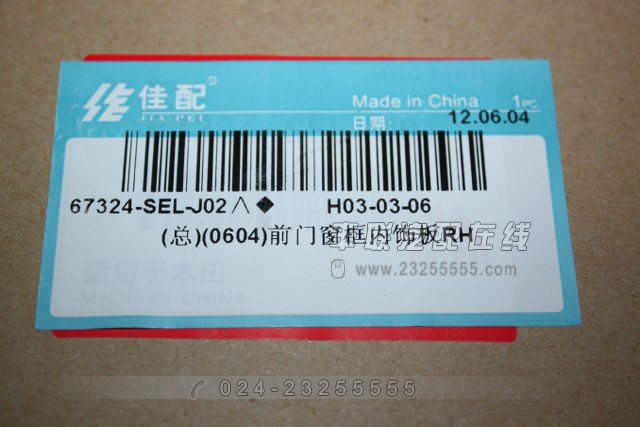 佳配®
JIA PEI
Made in China 1PC
日期: 12.06.04
67324-SEL-J02 ◆ H03-03-06
(总)(0604)前门窗框内饰板RH
车联汽配在线
www.23255555.com
适用于本田
MADE IN CHINA
024-23255555